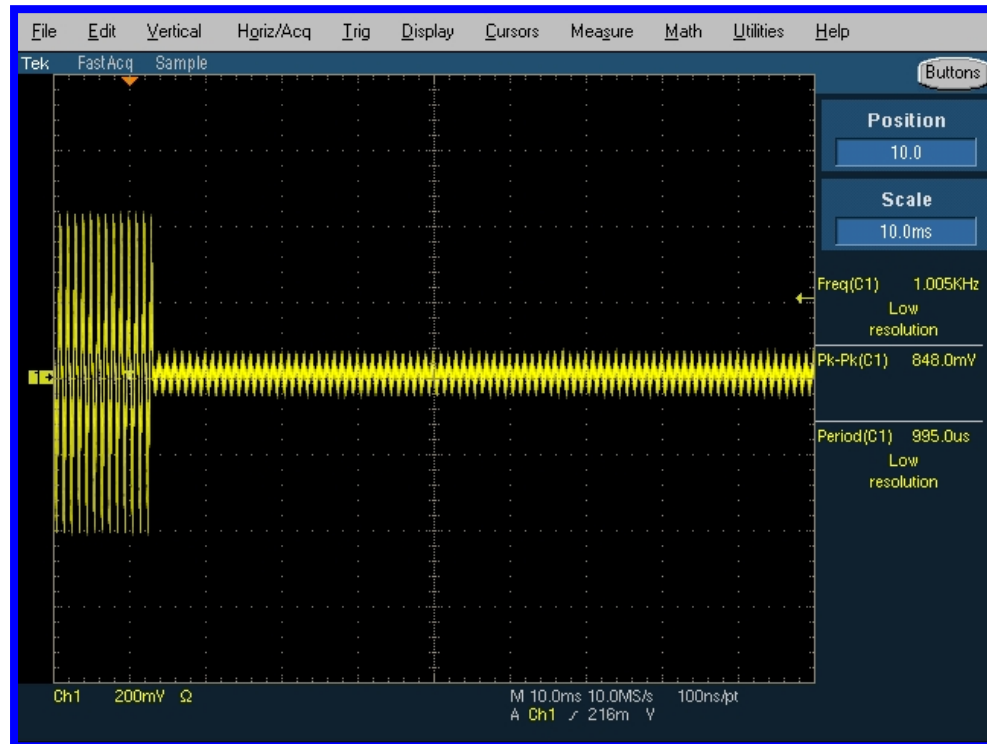 File Edit Vertical Horiz/Acq Trig Display Cursors Measure Math Utilities Help
Tek FastAcq Sample
Buttons
Position
10.0
Scale
10.0ms
Freq(C1) 1.005KHz
Low
resolution
Pk-Pk(C1) 848.0mV
Period(C1) 995.0us
Low
resolution
1
T
Ch1 200mV Ω
M 10.0ms 10.0MS/s 100ns/pt
A Ch1 216m V